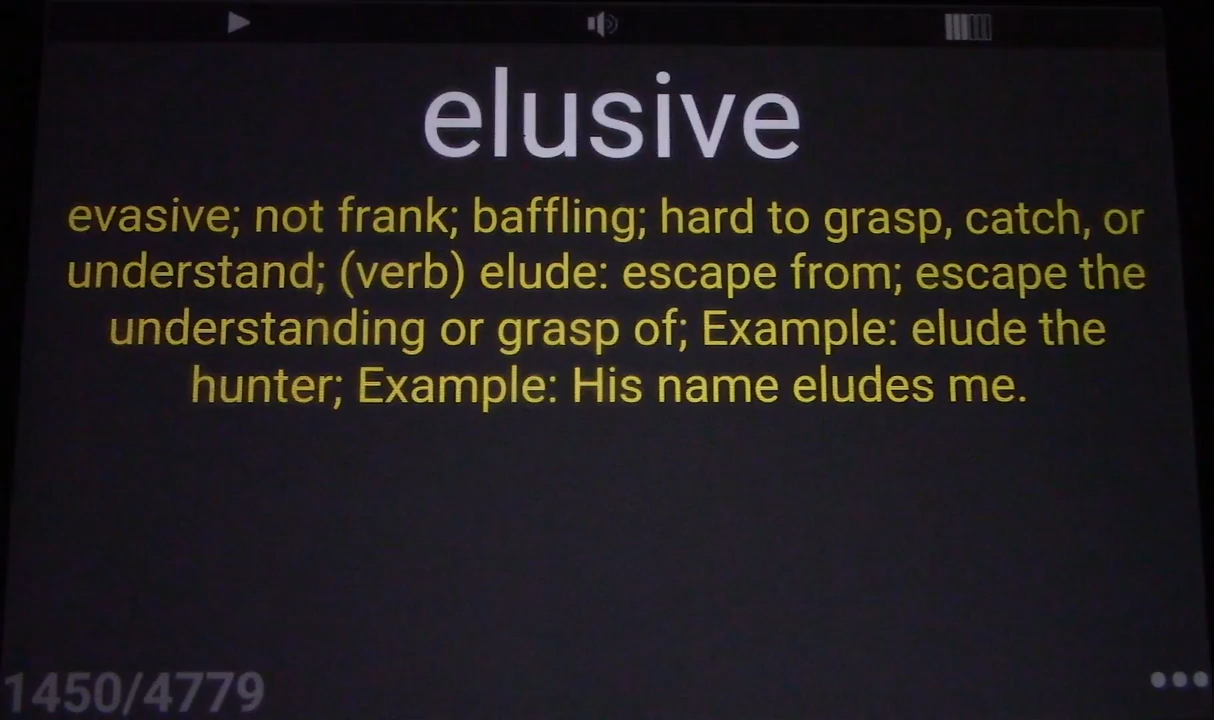 elusive
evasive; not frank; baffling; hard to grasp, catch, or
understand; (verb) elude: escape from; escape the
understanding or grasp of; Example: elude the
hunter; Example: His name eludes me.
1450/4779